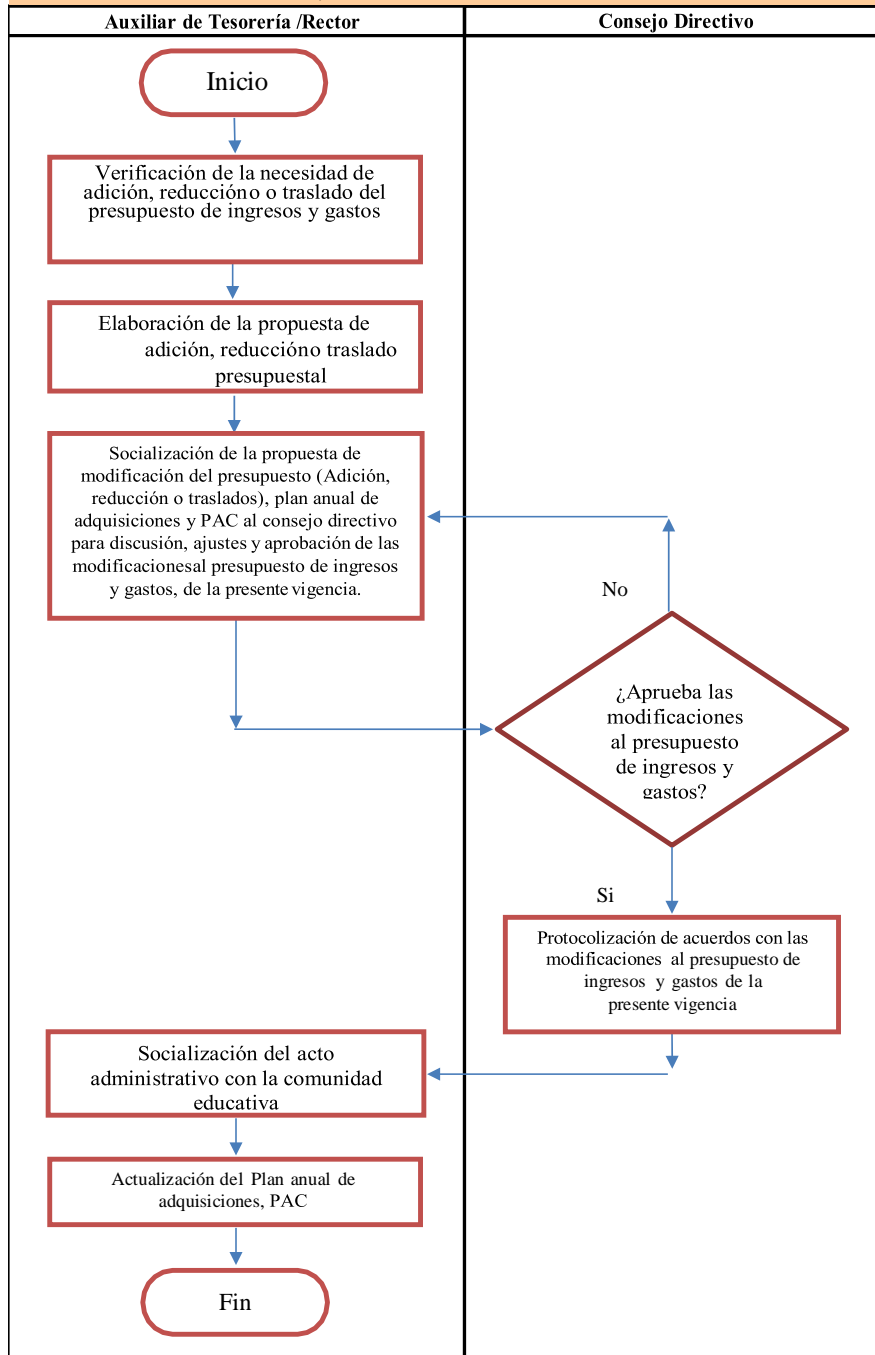 Auxiliar de Tesorería /Rector
Consejo Directivo
Inicio
Verificación de la necesidad de
adición, reduccióno o traslado del
presupuesto de ingresos y gastos
Elaboración de la propuesta de
adición, reduccióno traslado
presupuestal
Socialización de la propuesta de
modificación del presupuesto (Adición,
reducción o traslados), plan anual de
adquisiciones y PAC al consejo directivo
para discusión, ajustes y aprobación de las
modificacionesal presupuesto de ingresos
y gastos, de la presente vigencia.
No
¿Aprueba las
modificaciones
al presupuesto
de ingresos y
gastos?
Si
Protocolización de acuerdos con las
modificaciones al presupuesto de
ingresos y gastos de la
presente vigencia
Socialización del acto
administrativo con la comunidad
educativa
Actualización del Plan anual de
adquisiciones, PAC
Fin